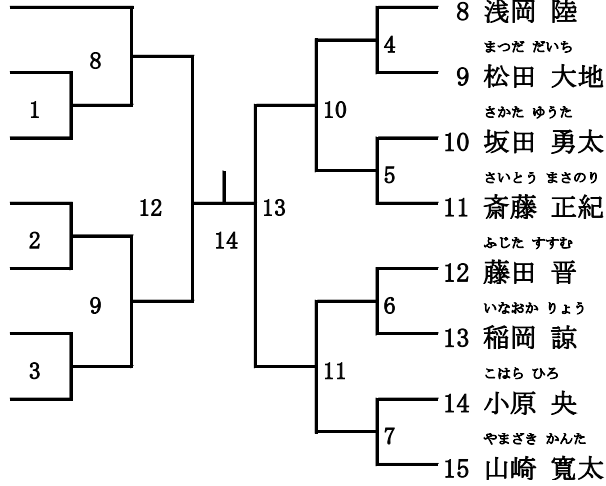 8 浅岡 陸
8
4
まつだ だいち
9 松田 大地
1
10
さかた ゆうた
10 坂田 勇太
5
さいとう まさのり
12
13
11 斎藤 正紀
2
14
ふじた すすむ
12 藤田 晋
9
6
いなおか りょう
13 稲岡 諒
3
11
こはら ひろ
14 小原 央
7
やまざき かんた
15 山崎 寛太